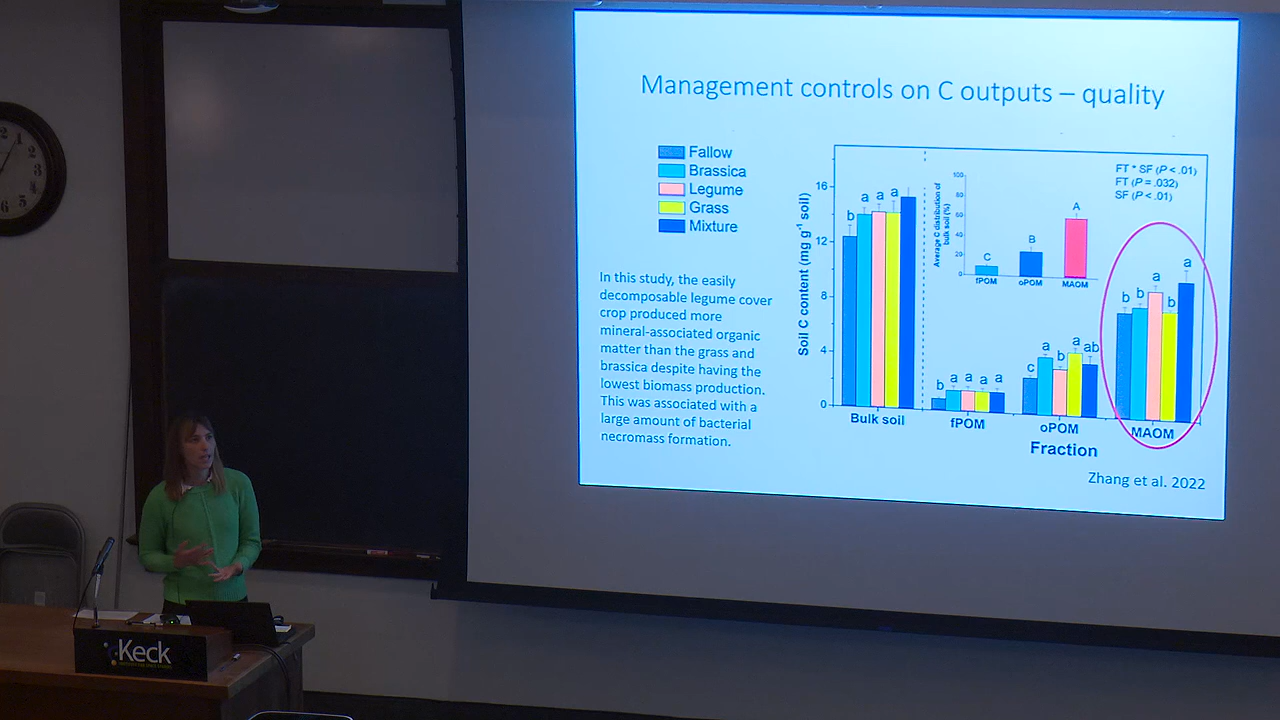 Management controls on C outputs – quality
Fallow
Brassica
Legume
Grass
Mixture
In this study, the easily
decomposable legume cover
crop produced more
mineral-associated organic
matter than the grass and
brassica despite having the
lowest biomass production.
This was associated with a
large amount of bacterial
necromass formation.
Soil C content (mg g⁻¹ soil)
16
12
8
4
0
b a a a
b a a a a
c a b a ab
b b a b a
Bulk soil
fPOM
oPOM
MAOM
Fraction
Average C distribution of
bulk soil (%)
100
80
60
40
20
0
C
B
A
fPOM
oPOM
MAOM
FT * SF (P < .01)
FT (P = .032)
SF (P < .01)
Zhang et al. 2022
Keck